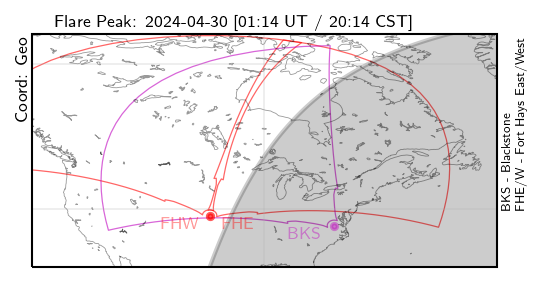 Flare Peak: 2024-04-30 [01:14 UT / 20:14 CST]
Coord: Geo
FHW
FHE
BKS
BKS - Blackstone
FHE/W - Fort Hays East/West